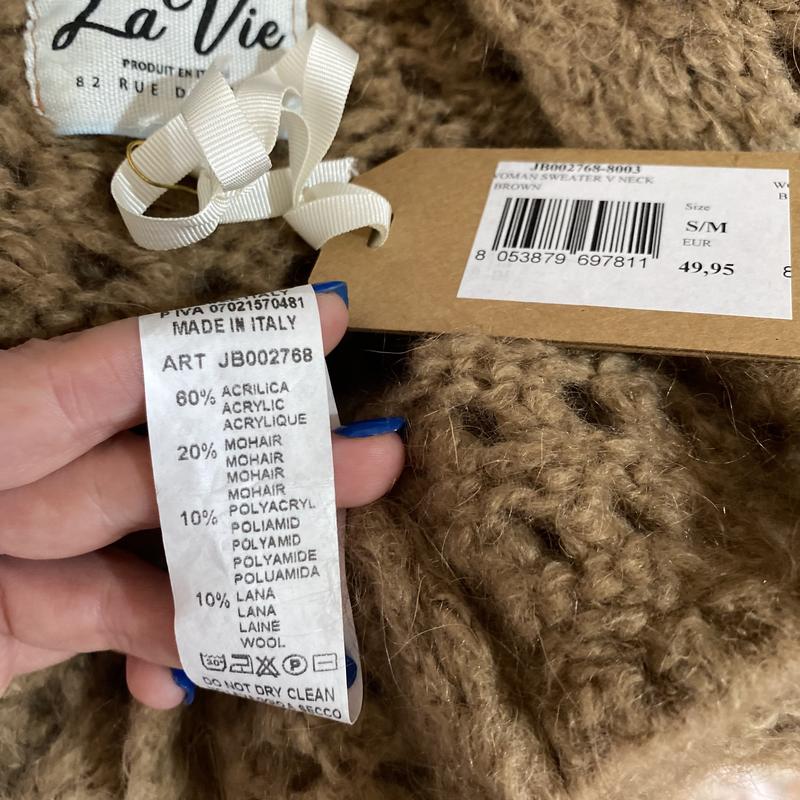 La Vie
PRODUIT EN
82 RUE D
JB002768-8003
WOMAN SWEATER V NECK
BROWN
Size
S/M
EUR
49,95
8 053879 697811
P IVA 07021570481
MADE IN ITALY
ART JB002768
60% ACRILICA
ACRYLIC
ACRYLIQUE
20% MOHAIR
MOHAIR
MOHAIR
MOHAIR
10% POLYACRYL
POLIAMID
POLYAMID
POLYAMIDE
POLUAMIDA
10% LANA
LANA
LAINE
WOOL
30°
P
DO NOT DRY CLEAN
SECCO